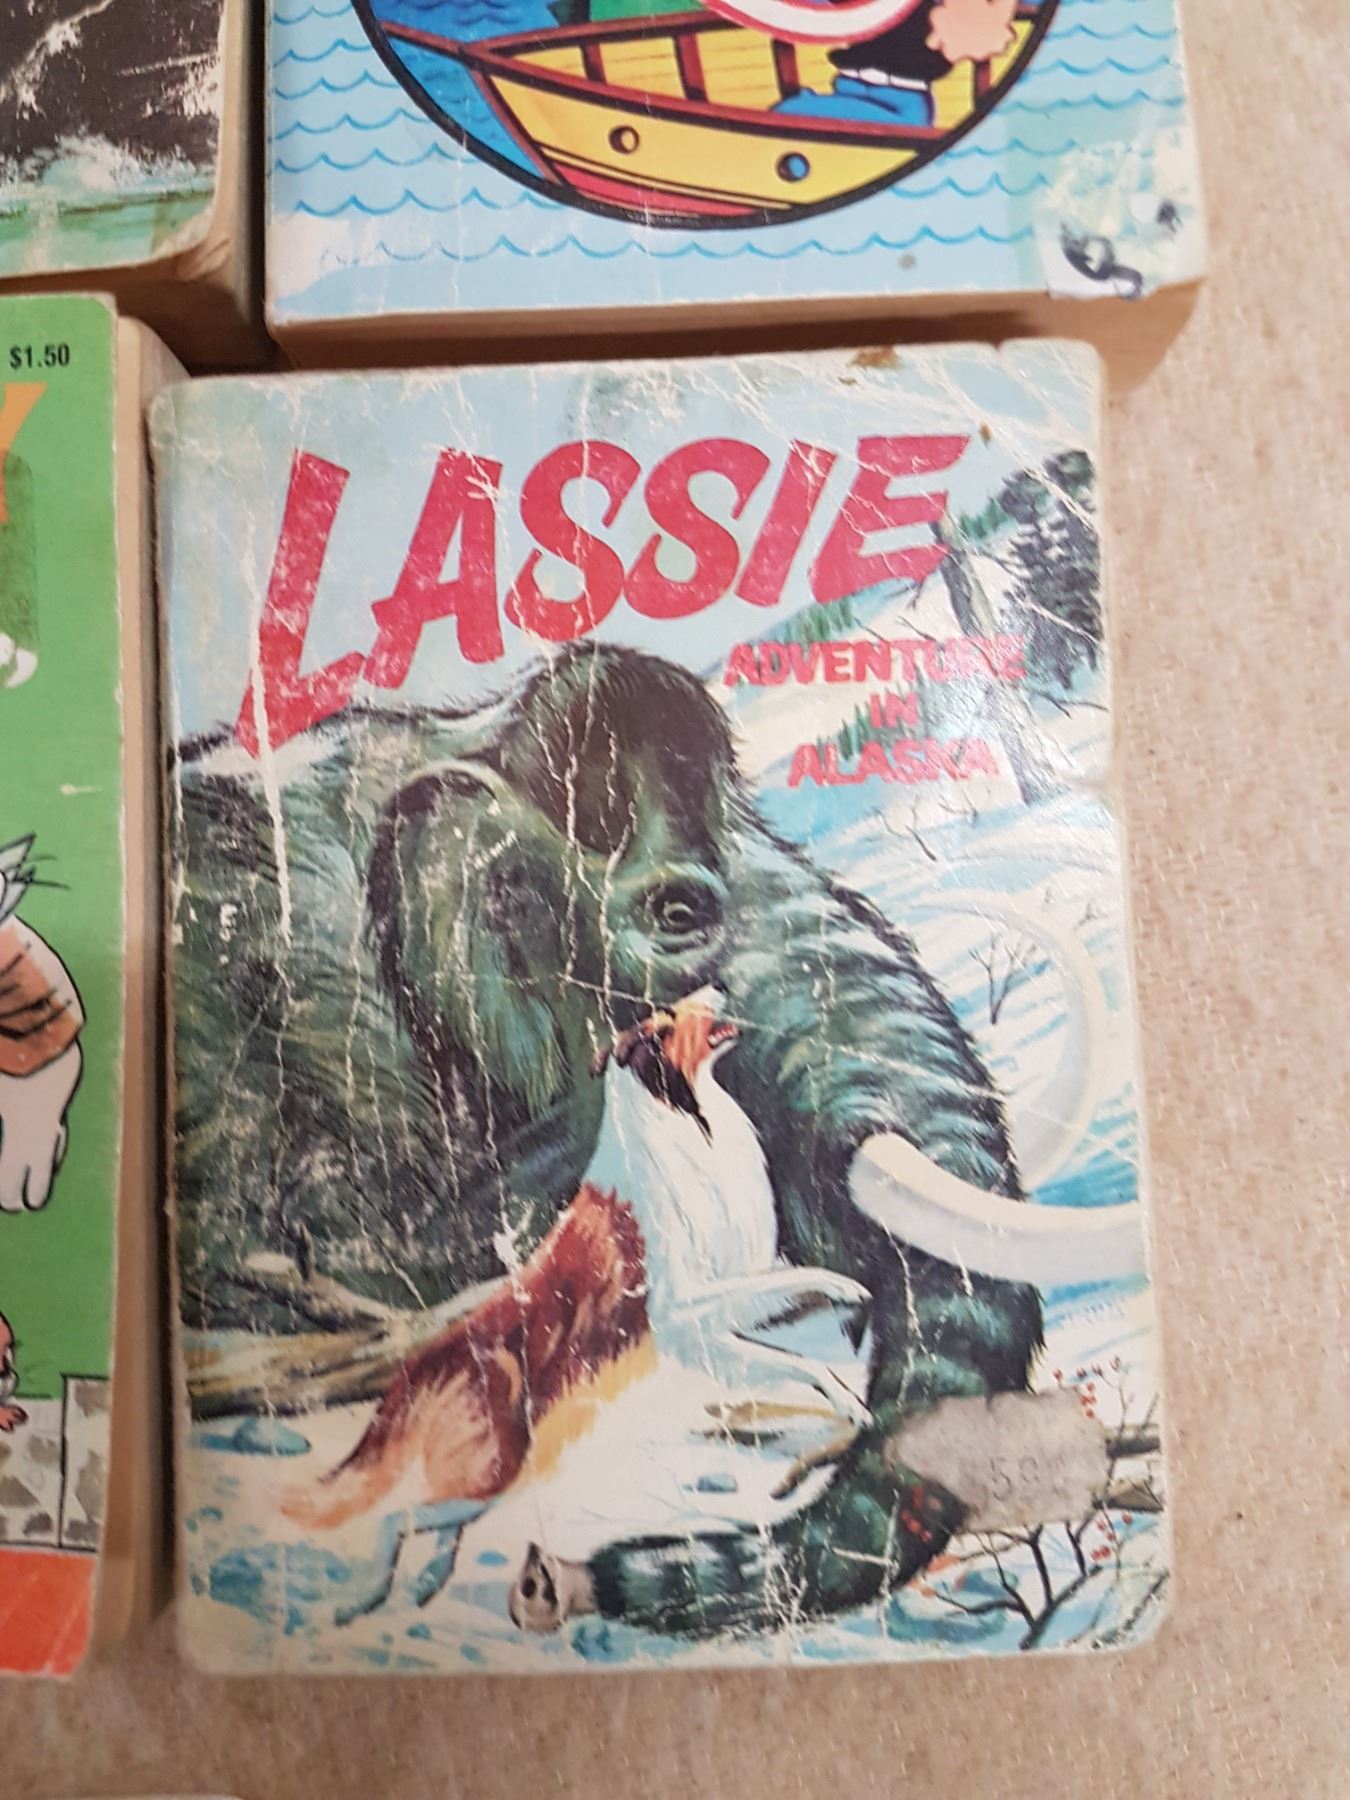 $1.50
LASSIE
ADVENTURE
IN
ALASKA